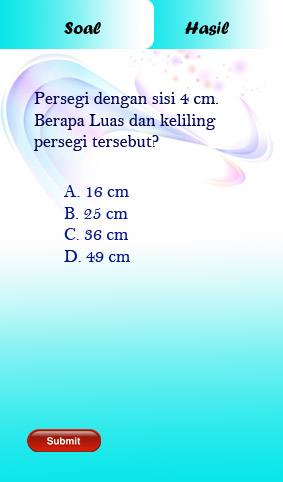 Soal Hasil
Persegi dengan sisi 4 cm.
Berapa Luas dan keliling
persegi tersebut?
A. 16 cm
B. 25 cm
C. 36 cm
D. 49 cm
Submit